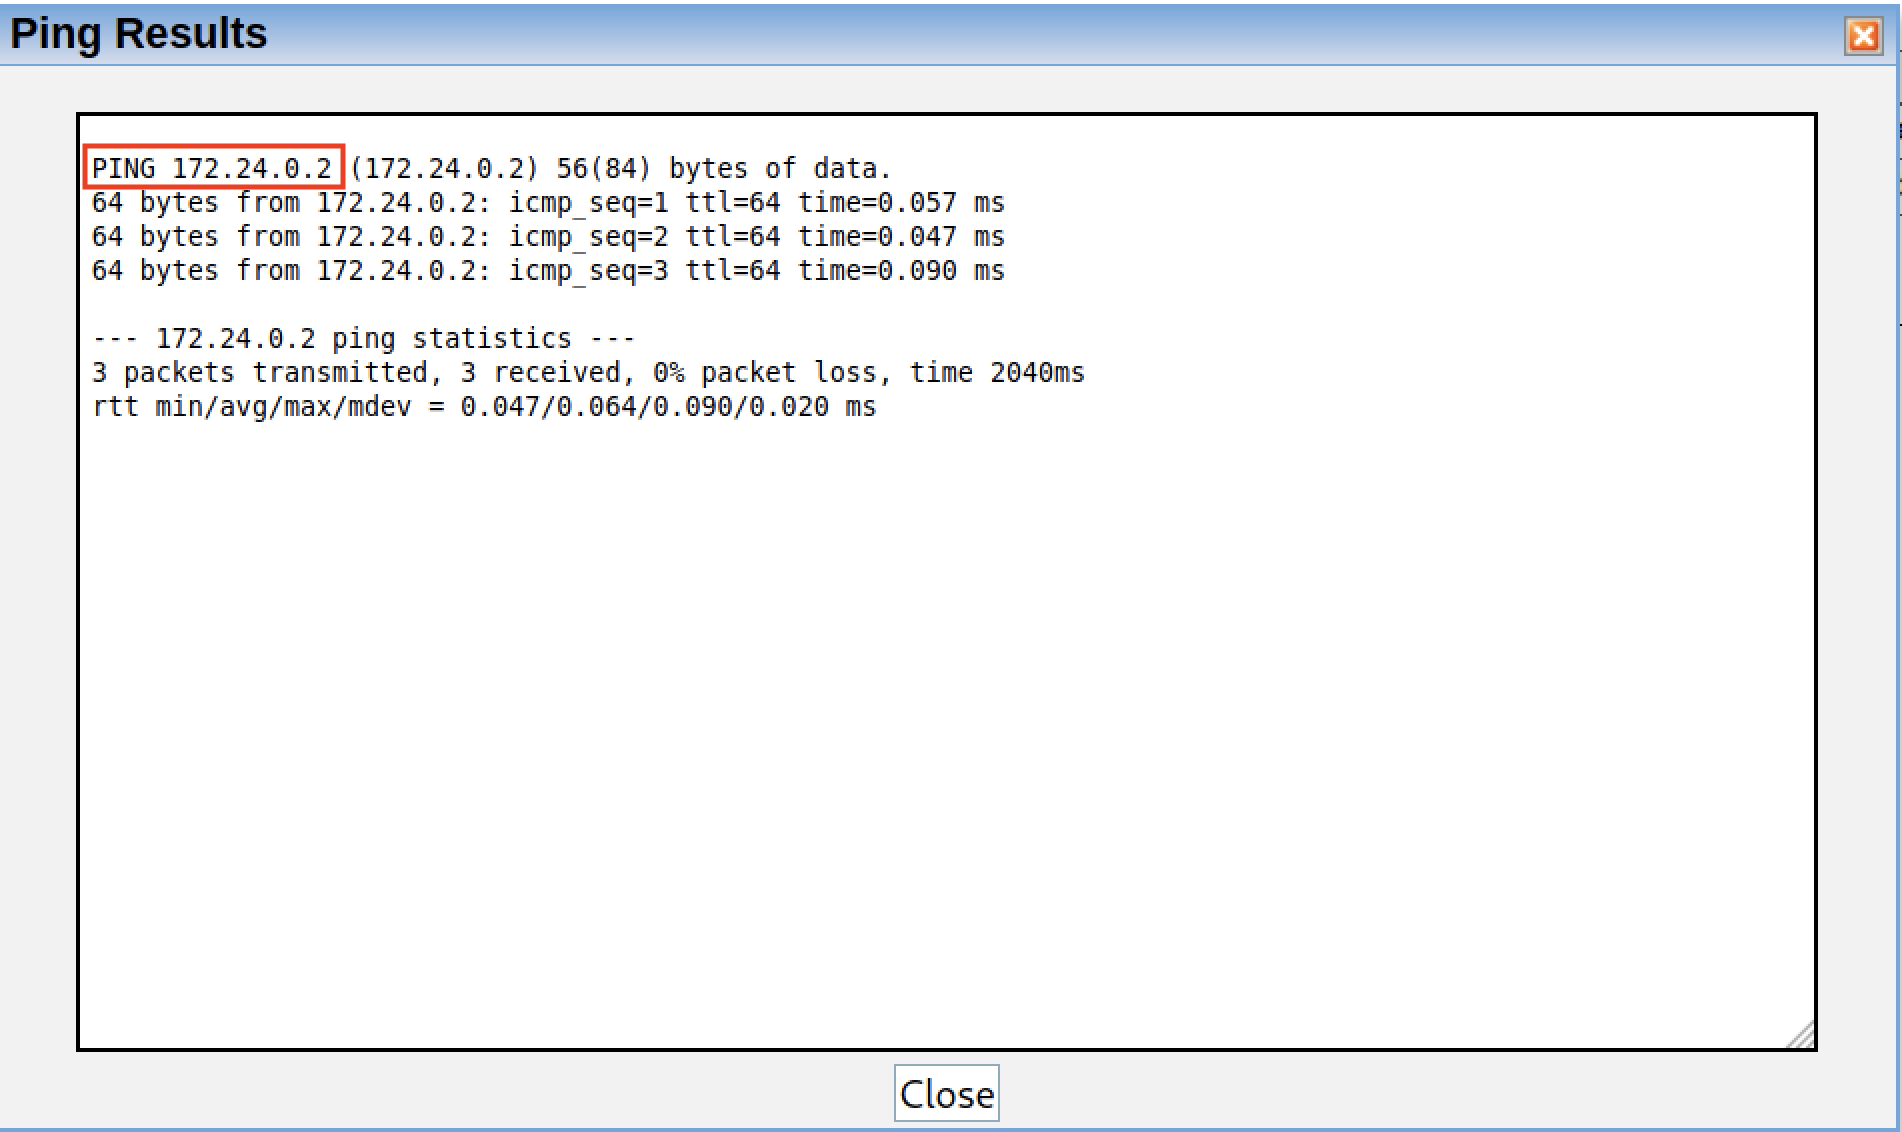 Ping Results
PING 172.24.0.2 (172.24.0.2) 56(84) bytes of data.
64 bytes from 172.24.0.2: icmp_seq=1 ttl=64 time=0.057 ms
64 bytes from 172.24.0.2: icmp_seq=2 ttl=64 time=0.047 ms
64 bytes from 172.24.0.2: icmp_seq=3 ttl=64 time=0.090 ms
--- 172.24.0.2 ping statistics ---
3 packets transmitted, 3 received, 0% packet loss, time 2040ms
rtt min/avg/max/mdev = 0.047/0.064/0.090/0.020 ms
Close